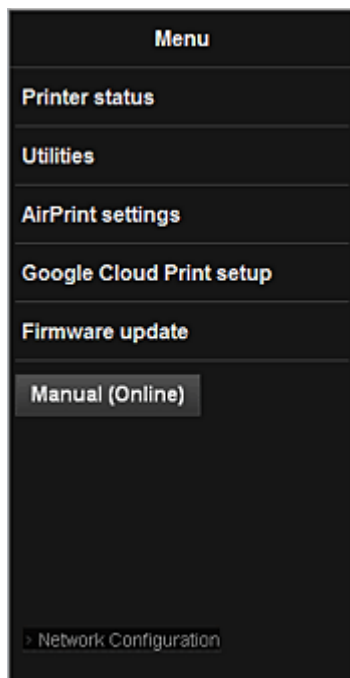 Menu
Printer status
Utilities
AirPrint settings
Google Cloud Print setup
Firmware update
Manual (Online)
> Network Configuration